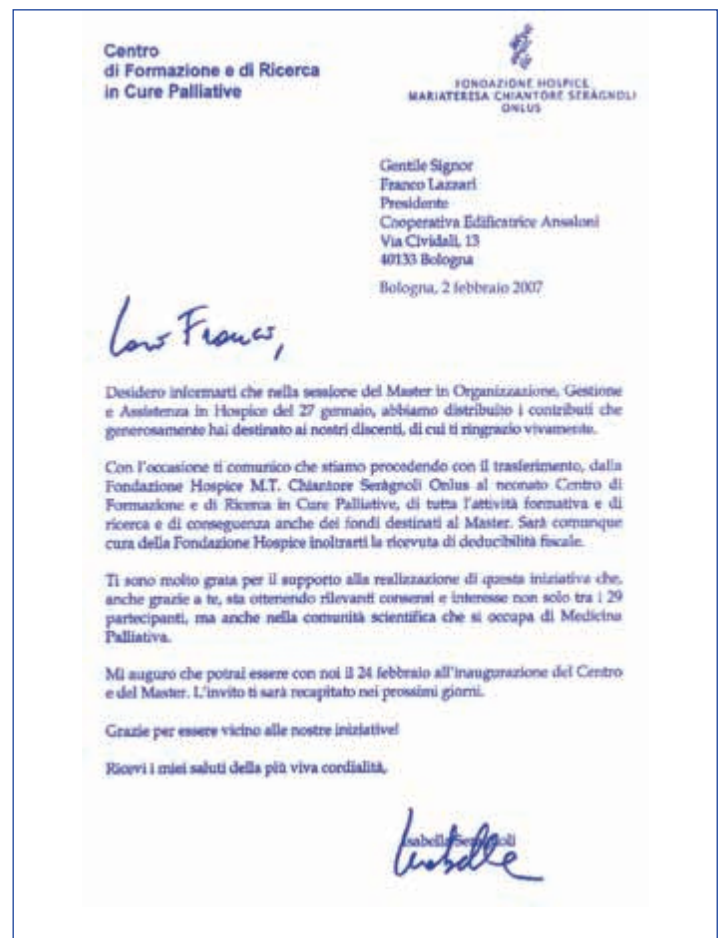 Centro
di Formazione e di Ricerca
in Cure Palliative
FONDAZIONE HOSPICE
MARIATERESA CHIANTORE SERÀGNOLI
ONLUS
Gentile Signor
Franco Lazzari
Presidente
Cooperativa Edificatrice Ansaloni
Via Cividali, 13
40133 Bologna
Bologna, 2 febbraio 2007
Caro Franco,
Desidero informarti che nella sessione del Master in Organizzazione, Gestione
e Assistenza in Hospice del 27 gennaio, abbiamo distribuito i contributi che
generosamente hai destinato ai nostri discenti, di cui ti ringrazio vivamente.
Con l'occasione ti comunico che stiamo procedendo con il trasferimento, dalla
Fondazione Hospice M.T. Chiantore Seràgnoli Onlus al neonato Centro di
Formazione e di Ricerca in Cure Palliative, di tutta l'attività formativa e di
ricerca e di conseguenza anche dei fondi destinati al Master. Sarà comunque
cura della Fondazione Hospice inoltrarti la ricevuta di deducibilità fiscale.
Ti sono molto grata per il supporto alla realizzazione di questa iniziativa che,
anche grazie a te, sta ottenendo rilevanti consensi e interesse non solo tra i 29
partecipanti, ma anche nella comunità scientifica che si occupa di Medicina
Palliativa.
Mi auguro che potrai essere con noi il 24 febbraio all'inaugurazione del Centro
e del Master. L'invito ti sarà recapitato nei prossimi giorni.
Grazie per essere vicino alle nostre iniziative!
Ricevi i miei saluti della più viva cordialità,
Isabella Seràgnoli
Isabella